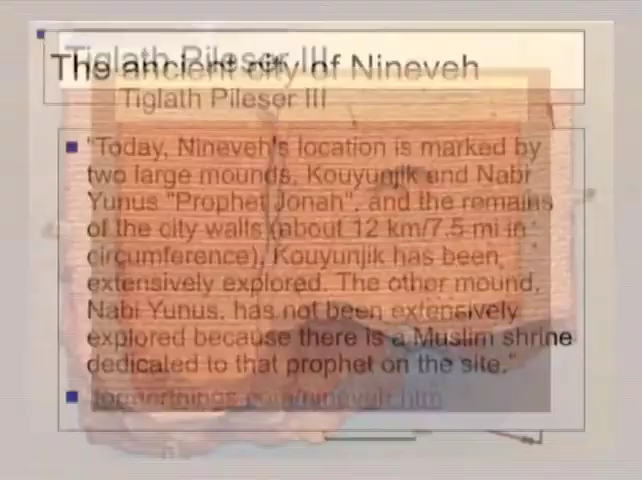 Tiglath Pileser III
The ancient city of Nineveh
Tiglath Pileser III
"Today, Nineveh's location is marked by
two large mounds, Kouyunjik and Nabi
Yunus "Prophet Jonah", and the remains
of the city walls (about 12 km/7.5 mi in
circumference). Kouyunjik has been
extensively explored. The other mound,
Nabi Yunus, has not been extensively
explored because there is a Muslim shrine
dedicated to that prophet on the site."